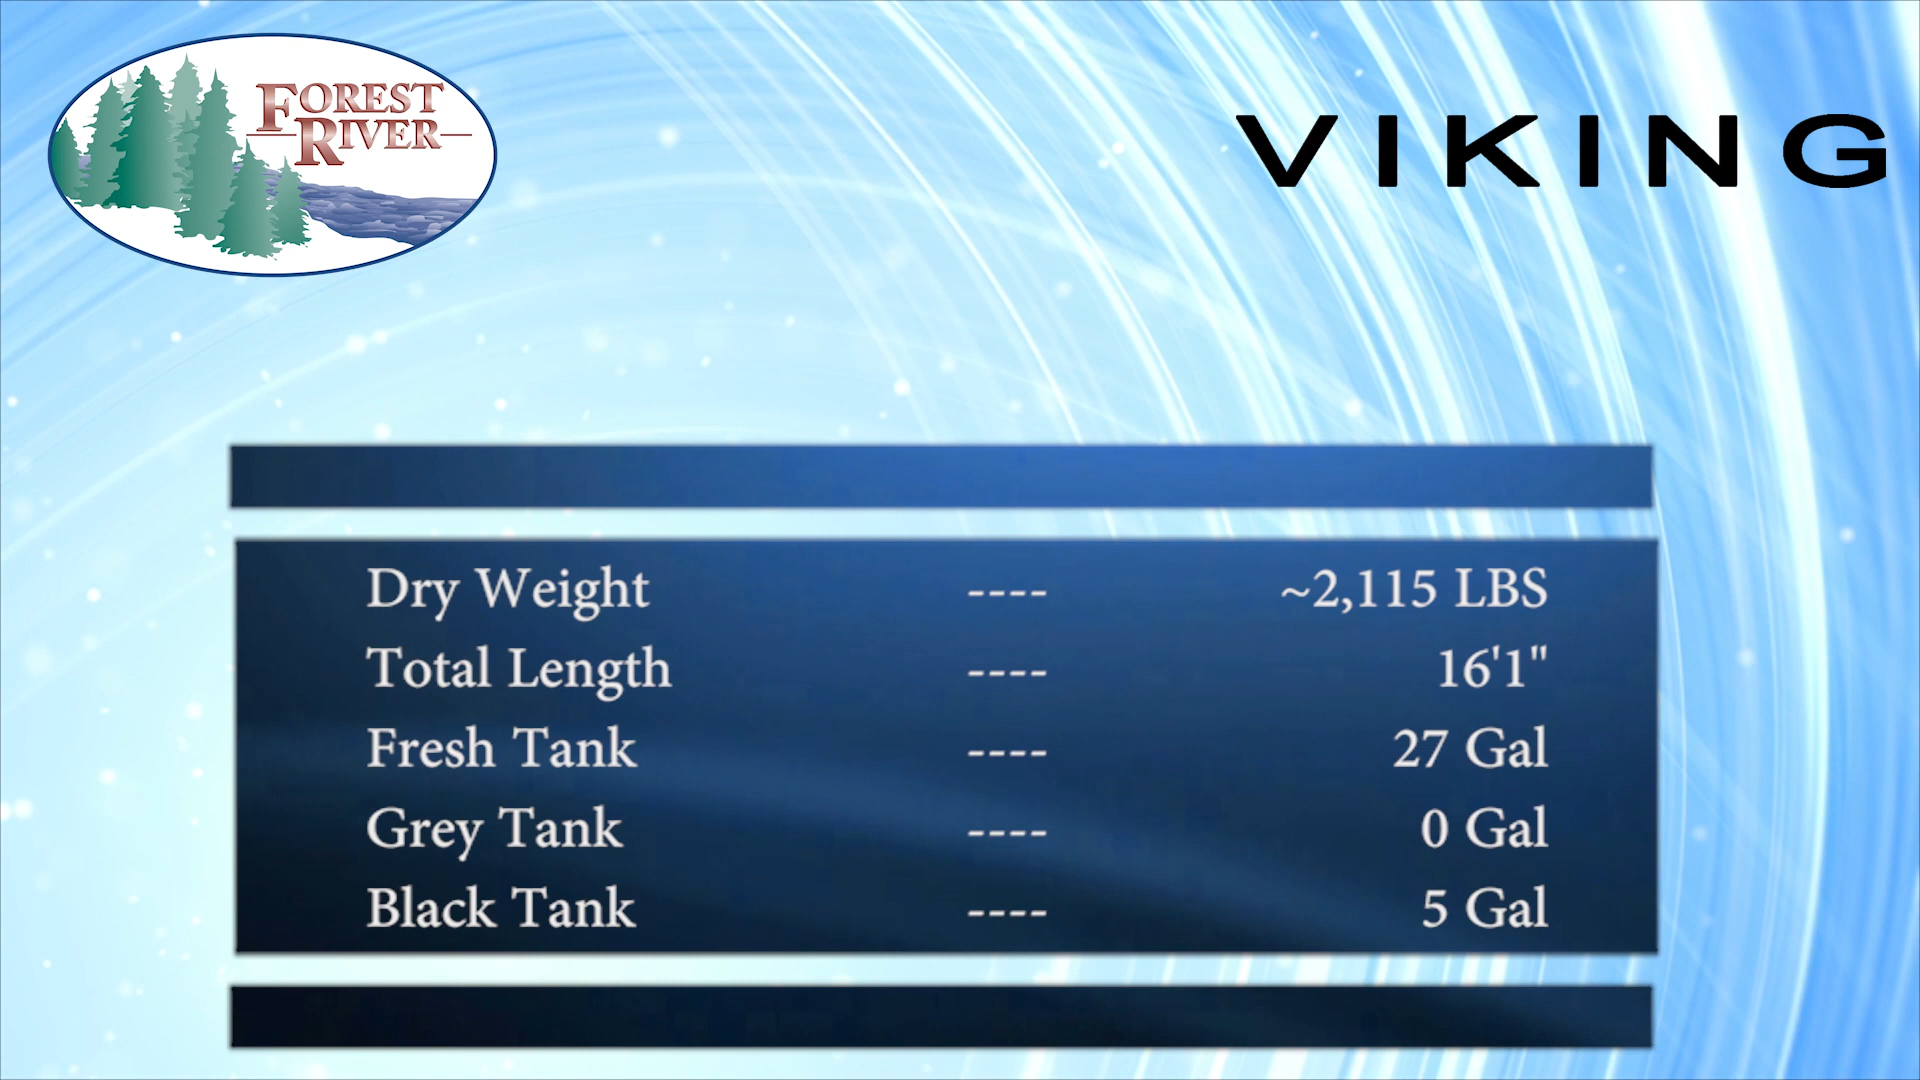 FOREST
RIVER
VIKING
Dry Weight ---- ~2,115 LBS
Total Length ---- 16'1"
Fresh Tank ---- 27 Gal
Grey Tank ---- 0 Gal
Black Tank ---- 5 Gal